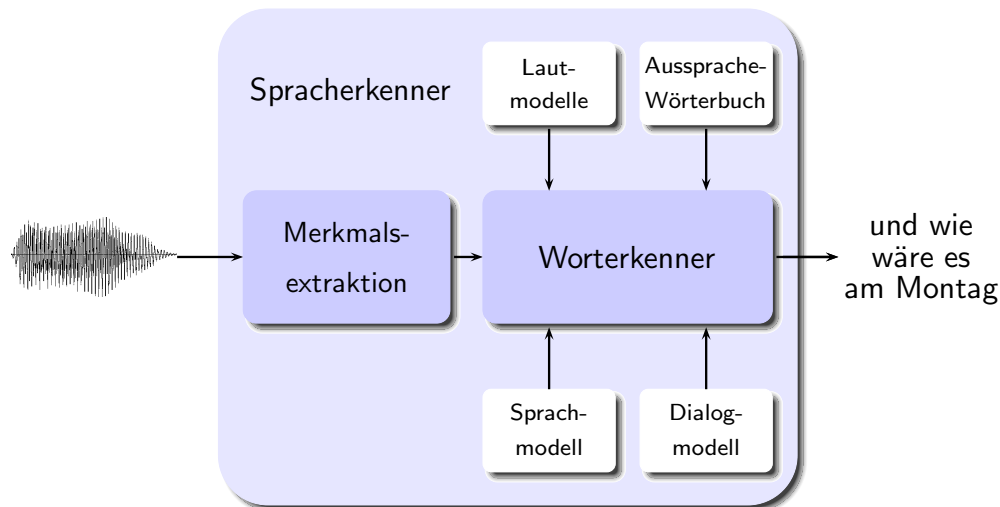 Spracherkenner
Laut-
modelle
Aussprache-
Wörterbuch
Merkmals-
extraktion
Worterkenner
und wie
wäre es
am Montag
Sprach-
modell
Dialog-
modell